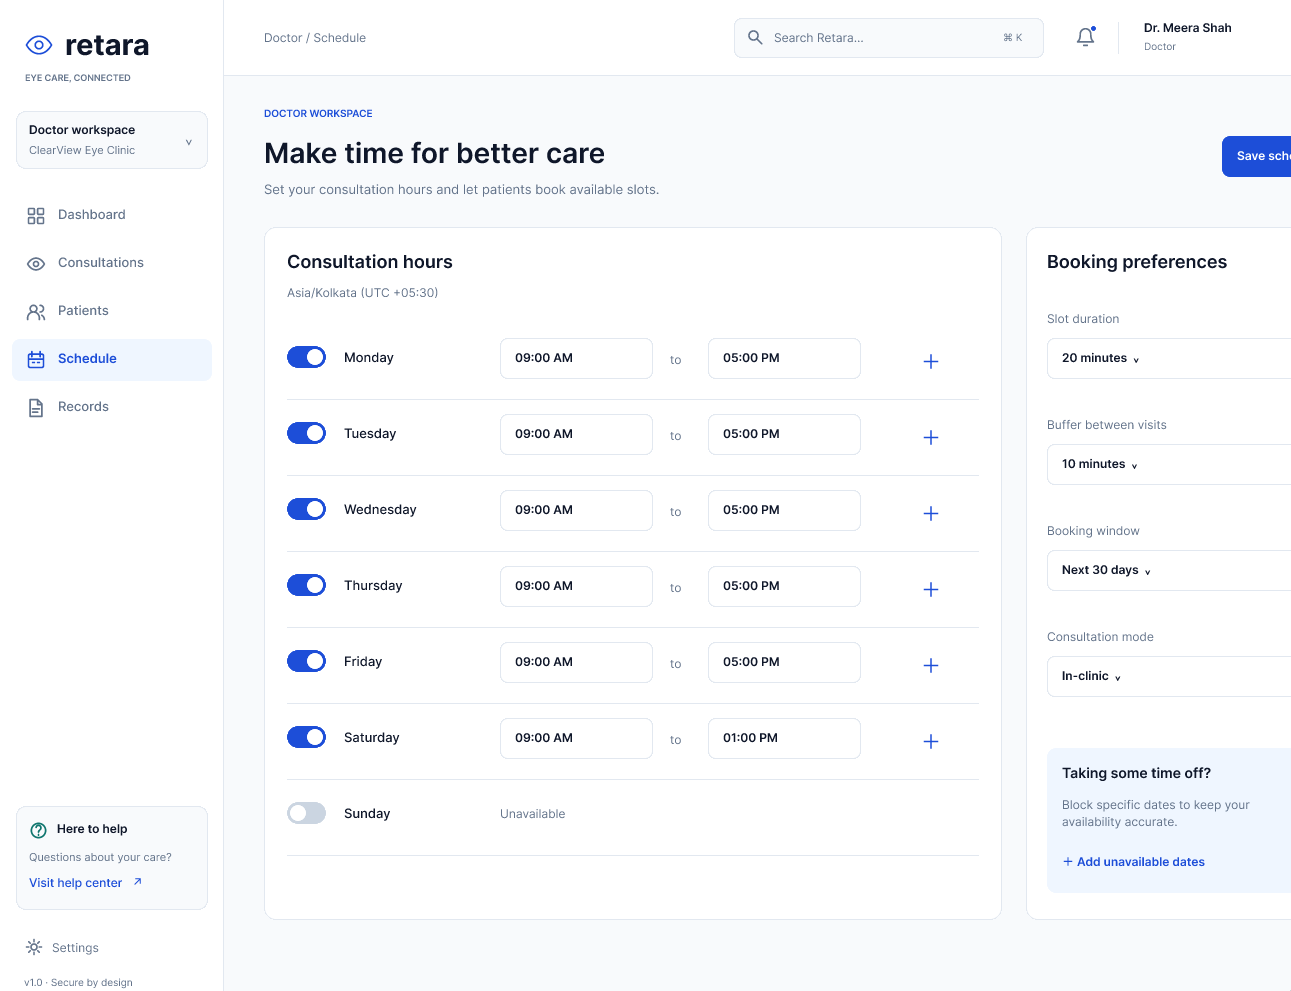 retara
EYE CARE, CONNECTED
Doctor workspace
ClearView Eye Clinic
Dashboard
Consultations
Patients
Schedule
Records
Here to help
Questions about your care?
Visit help center
Settings
v1.0 · Secure by design
Doctor / Schedule
Search Retara...
⌘ K
Dr. Meera Shah
Doctor
DOCTOR WORKSPACE
Make time for better care
Set your consultation hours and let patients book available slots.
Save sch
Consultation hours
Asia/Kolkata (UTC +05:30)
Monday 09:00 AM to 05:00 PM
Tuesday 09:00 AM to 05:00 PM
Wednesday 09:00 AM to 05:00 PM
Thursday 09:00 AM to 05:00 PM
Friday 09:00 AM to 05:00 PM
Saturday 09:00 AM to 01:00 PM
Sunday Unavailable
Booking preferences
Slot duration
20 minutes
Buffer between visits
10 minutes
Booking window
Next 30 days
Consultation mode
In-clinic
Taking some time off?
Block specific dates to keep your
availability accurate.
+ Add unavailable dates